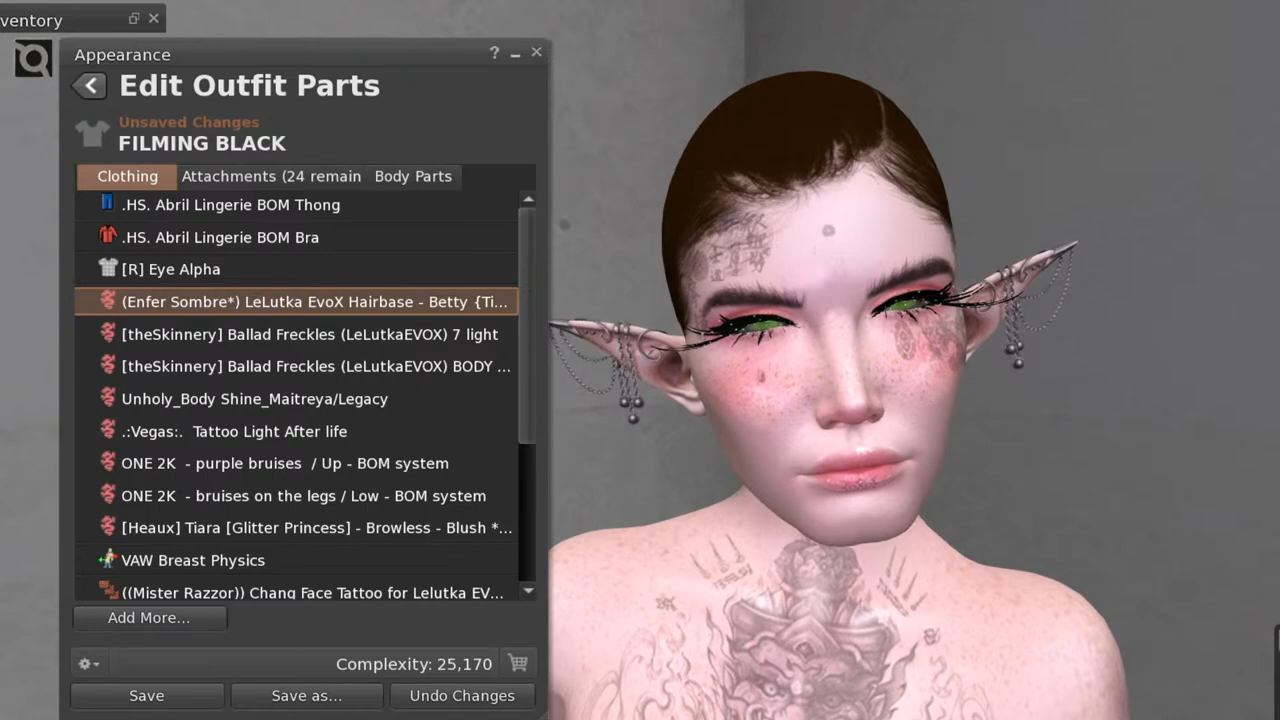 ventory
Appearance
?
Edit Outfit Parts
Unsaved Changes
FILMING BLACK
Clothing Attachments (24 remain Body Parts
.HS. Abril Lingerie BOM Thong
.HS. Abril Lingerie BOM Bra
[R] Eye Alpha
(Enfer Sombre*) LeLutka EvoX Hairbase - Betty {Ti...
[theSkinnery] Ballad Freckles (LeLutkaEVOX) 7 light
[theSkinnery] Ballad Freckles (LeLutkaEVOX) BODY ...
Unholy_Body Shine_Maitreya/Legacy
.:Vegas:.  Tattoo Light After life
ONE 2K  - purple bruises  / Up - BOM system
ONE 2K  - bruises on the legs / Low - BOM system
[Heaux] Tiara [Glitter Princess] - Browless - Blush *...
VAW Breast Physics
((Mister Razzor)) Chang Face Tattoo for Lelutka EV...
Add More...
Complexity: 25,170
Save Save as... Undo Changes